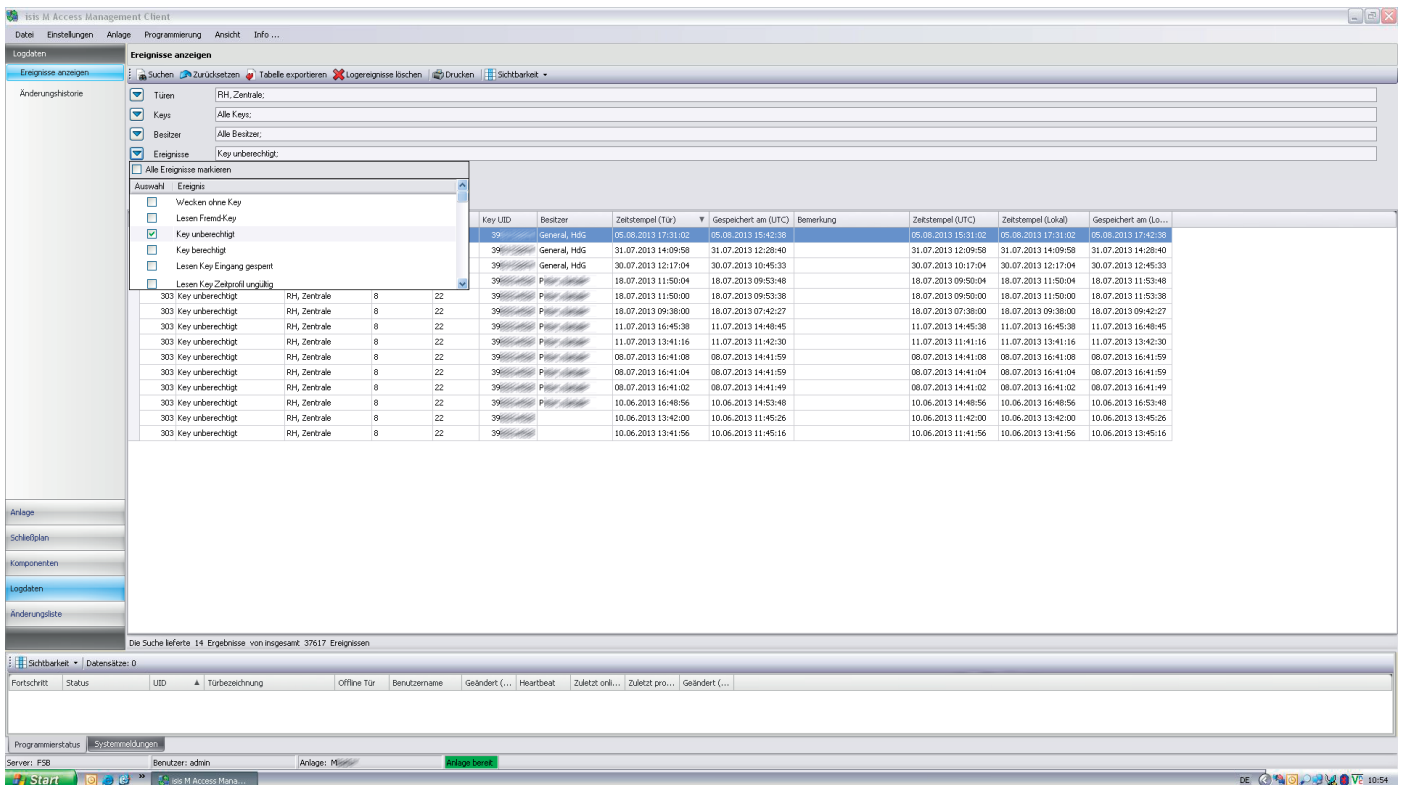 isis M Access Management Client
Datei Einstellungen Anlage Programmierung Ansicht Info ...
Logdaten
Ereignisse anzeigen
Ereignisse anzeigen
Änderungshistorie
Suchen Zurücksetzen Tabelle exportieren Logereignisse löschen Drucken Sichtbarkeit
Türen RH, Zentrale;
Keys Alle Keys;
Besitzer Alle Besitzer;
Ereignisse Key unberechtigt;
Alle Ereignisse markieren
Auswahl Ereignis
Wecken ohne Key
Lesen Fremd-Key
Key unberechtigt
Key berechtigt
Lesen Key Eingang gesperrt
Lesen Key Zeitprofil ungültig
Key UID Besitzer Zeitstempel (Tür) Gespeichert am (UTC) Bemerkung Zeitstempel (UTC) Zeitstempel (Lokal) Gespeichert am (Lo...
39 General, HdG 05.08.2013 17:31:02 05.08.2013 15:42:38 05.08.2013 15:31:02 05.08.2013 17:31:02 05.08.2013 17:42:38
39 General, HdG 31.07.2013 14:09:58 31.07.2013 12:28:40 31.07.2013 12:09:58 31.07.2013 14:09:58 31.07.2013 14:28:40
39 General, HdG 30.07.2013 12:17:04 30.07.2013 10:45:33 30.07.2013 10:17:04 30.07.2013 12:17:04 30.07.2013 12:45:33
39 P 18.07.2013 11:50:04 18.07.2013 09:53:48 18.07.2013 09:50:04 18.07.2013 11:50:04 18.07.2013 11:53:48
303 Key unberechtigt RH, Zentrale 8 22 39 P 18.07.2013 11:50:00 18.07.2013 09:53:38 18.07.2013 09:50:00 18.07.2013 11:50:00 18.07.2013 11:53:38
303 Key unberechtigt RH, Zentrale 8 22 39 P 18.07.2013 09:38:00 18.07.2013 07:42:27 18.07.2013 07:38:00 18.07.2013 09:38:00 18.07.2013 09:42:27
303 Key unberechtigt RH, Zentrale 8 22 39 P 11.07.2013 16:45:38 11.07.2013 14:48:45 11.07.2013 14:45:38 11.07.2013 16:45:38 11.07.2013 16:48:45
303 Key unberechtigt RH, Zentrale 8 22 39 P 11.07.2013 13:41:16 11.07.2013 11:42:30 11.07.2013 11:41:16 11.07.2013 13:41:16 11.07.2013 13:42:30
303 Key unberechtigt RH, Zentrale 8 22 39 P 08.07.2013 16:41:08 08.07.2013 14:41:59 08.07.2013 14:41:08 08.07.2013 16:41:08 08.07.2013 16:41:59
303 Key unberechtigt RH, Zentrale 8 22 39 P 08.07.2013 16:41:04 08.07.2013 14:41:59 08.07.2013 14:41:04 08.07.2013 16:41:04 08.07.2013 16:41:59
303 Key unberechtigt RH, Zentrale 8 22 39 P 08.07.2013 16:41:02 08.07.2013 14:41:49 08.07.2013 14:41:02 08.07.2013 16:41:02 08.07.2013 16:41:49
303 Key unberechtigt RH, Zentrale 8 22 39 P 10.06.2013 16:48:56 10.06.2013 14:53:48 10.06.2013 14:48:56 10.06.2013 16:48:56 10.06.2013 16:53:48
303 Key unberechtigt RH, Zentrale 8 22 39 10.06.2013 13:42:00 10.06.2013 11:45:26 10.06.2013 11:42:00 10.06.2013 13:42:00 10.06.2013 13:45:26
303 Key unberechtigt RH, Zentrale 8 22 39 10.06.2013 13:41:56 10.06.2013 11:45:16 10.06.2013 11:41:56 10.06.2013 13:41:56 10.06.2013 13:45:16
Anlage
Schließplan
Komponenten
Logdaten
Änderungsliste
Die Suche lieferte 14 Ergebnisse von insgesamt 37617 Ereignissen
Sichtbarkeit Datensätze: 0
Fortschritt Status UID Türbezeichnung Offline Tür Benutzername Geändert (... Heartbeat Zuletzt onli... Zuletzt pro... Geändert (...
Programmierstatus Systemmeldungen
Server: FSB Benutzer: admin Anlage: M Anlage bereit
Start isis M Access Mana... DE 10:54